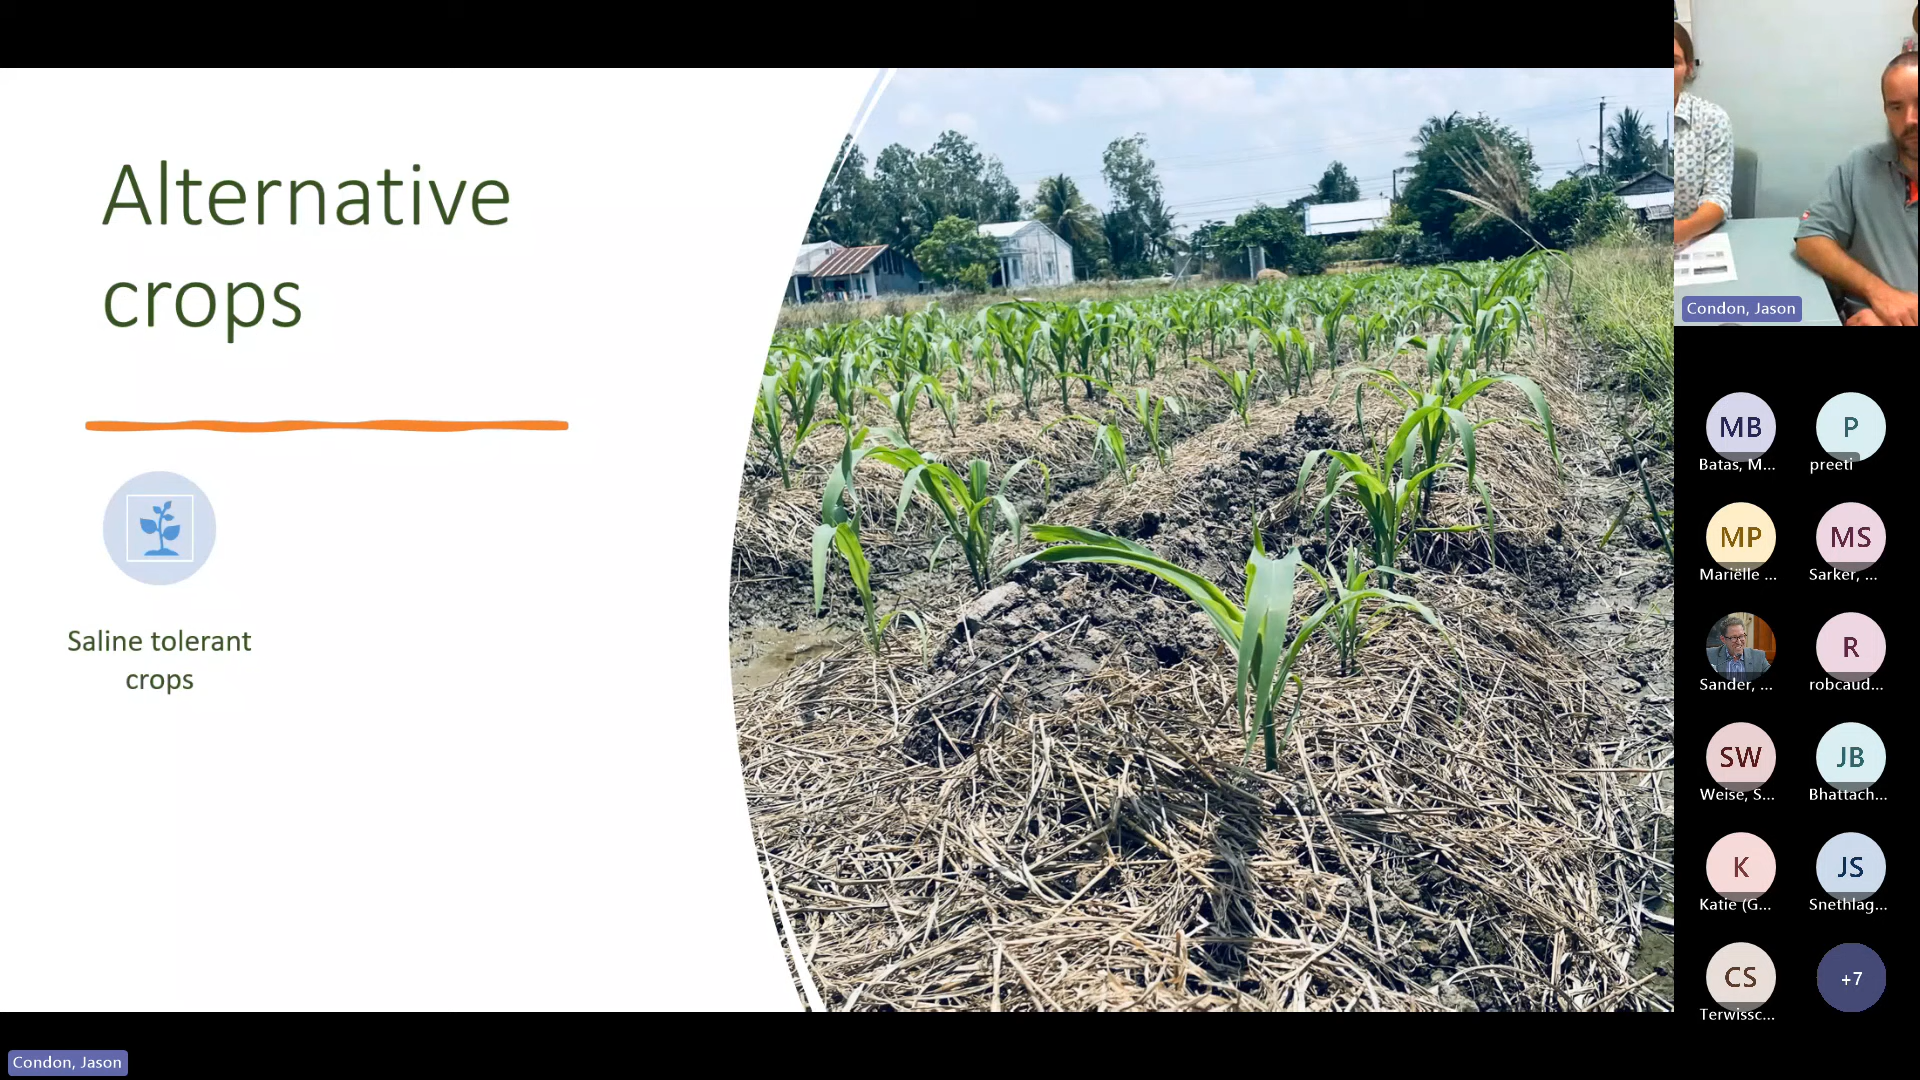 Alternative
crops
Saline tolerant
crops
Condon, Jason
MB
Batas, M...
P
preeti
MP
Mariëlle ...
MS
Sarker, ...
Sander, ...
R
robcaud...
SW
Weise, S...
JB
Bhattach...
K
Katie (G...
JS
Snethlag...
CS
Terwissc...
+7
Condon, Jason